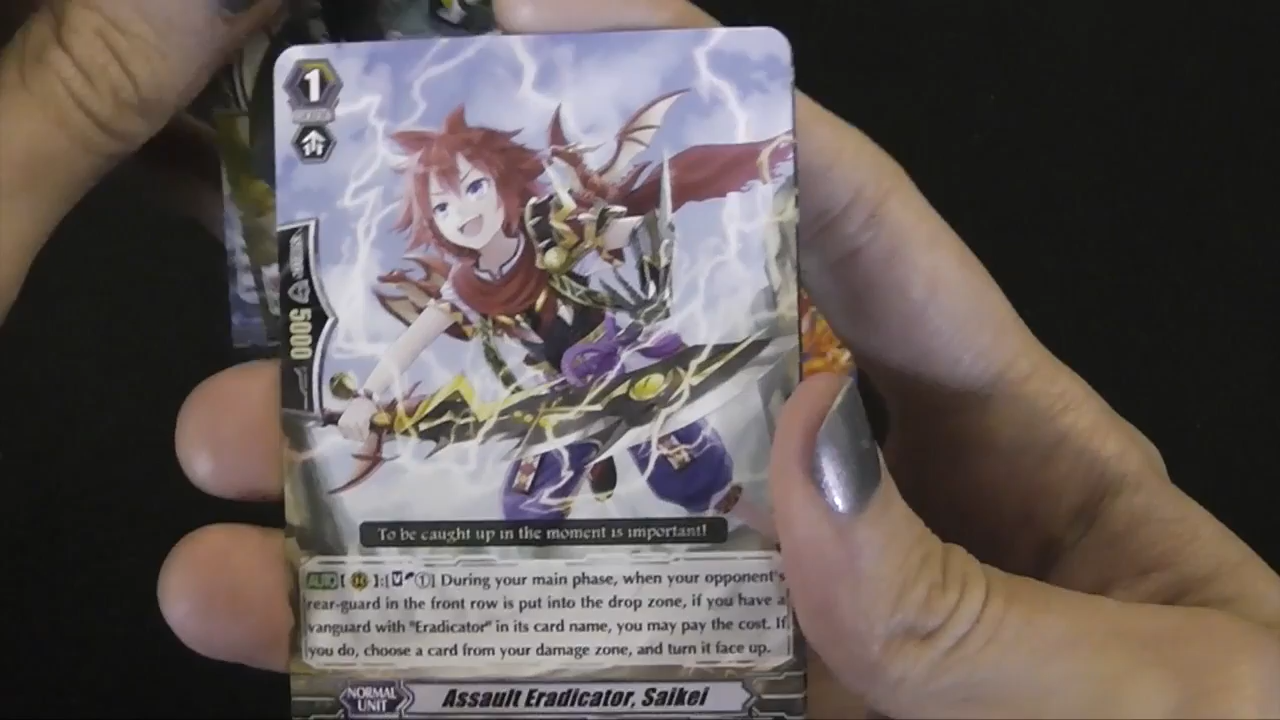 1
5000
To be caught up in the moment is important!
AUTO [ ]:[V ①] During your main phase, when your opponent's
rear-guard in the front row is put into the drop zone, if you have a
vanguard with "Eradicator" in its card name, you may pay the cost. If
you do, choose a card from your damage zone, and turn it face up.
NORMAL
UNIT
Assault Eradicator, Saikei